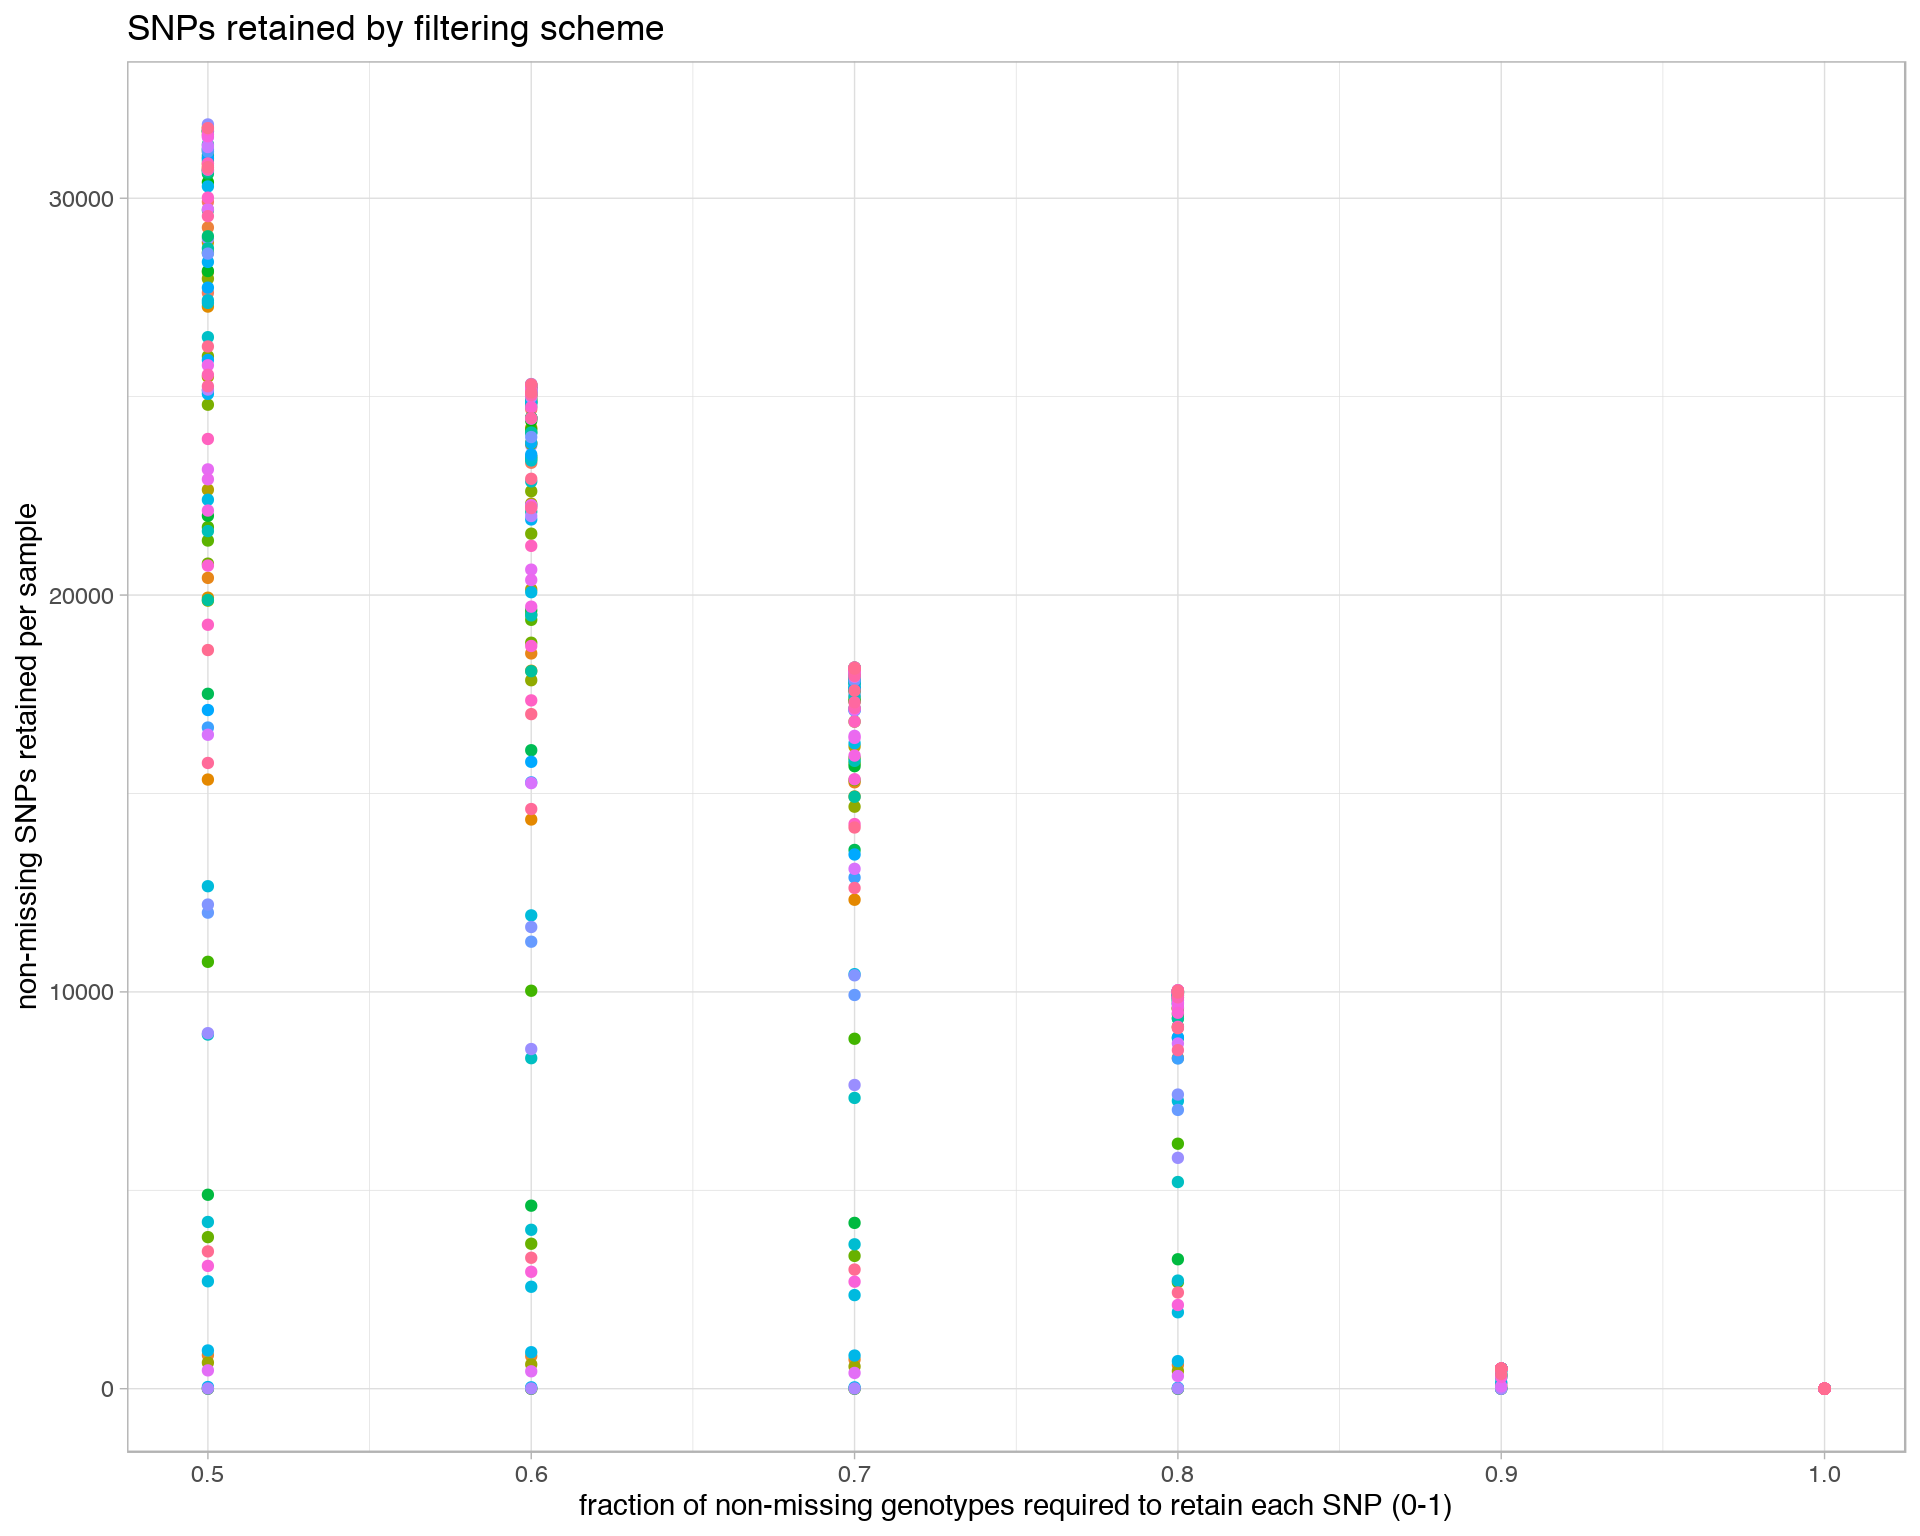 SNPs retained by filtering scheme
non-missing SNPs retained per sample
30000
20000
10000
0
0.5 0.6 0.7 0.8 0.9 1.0
fraction of non-missing genotypes required to retain each SNP (0-1)